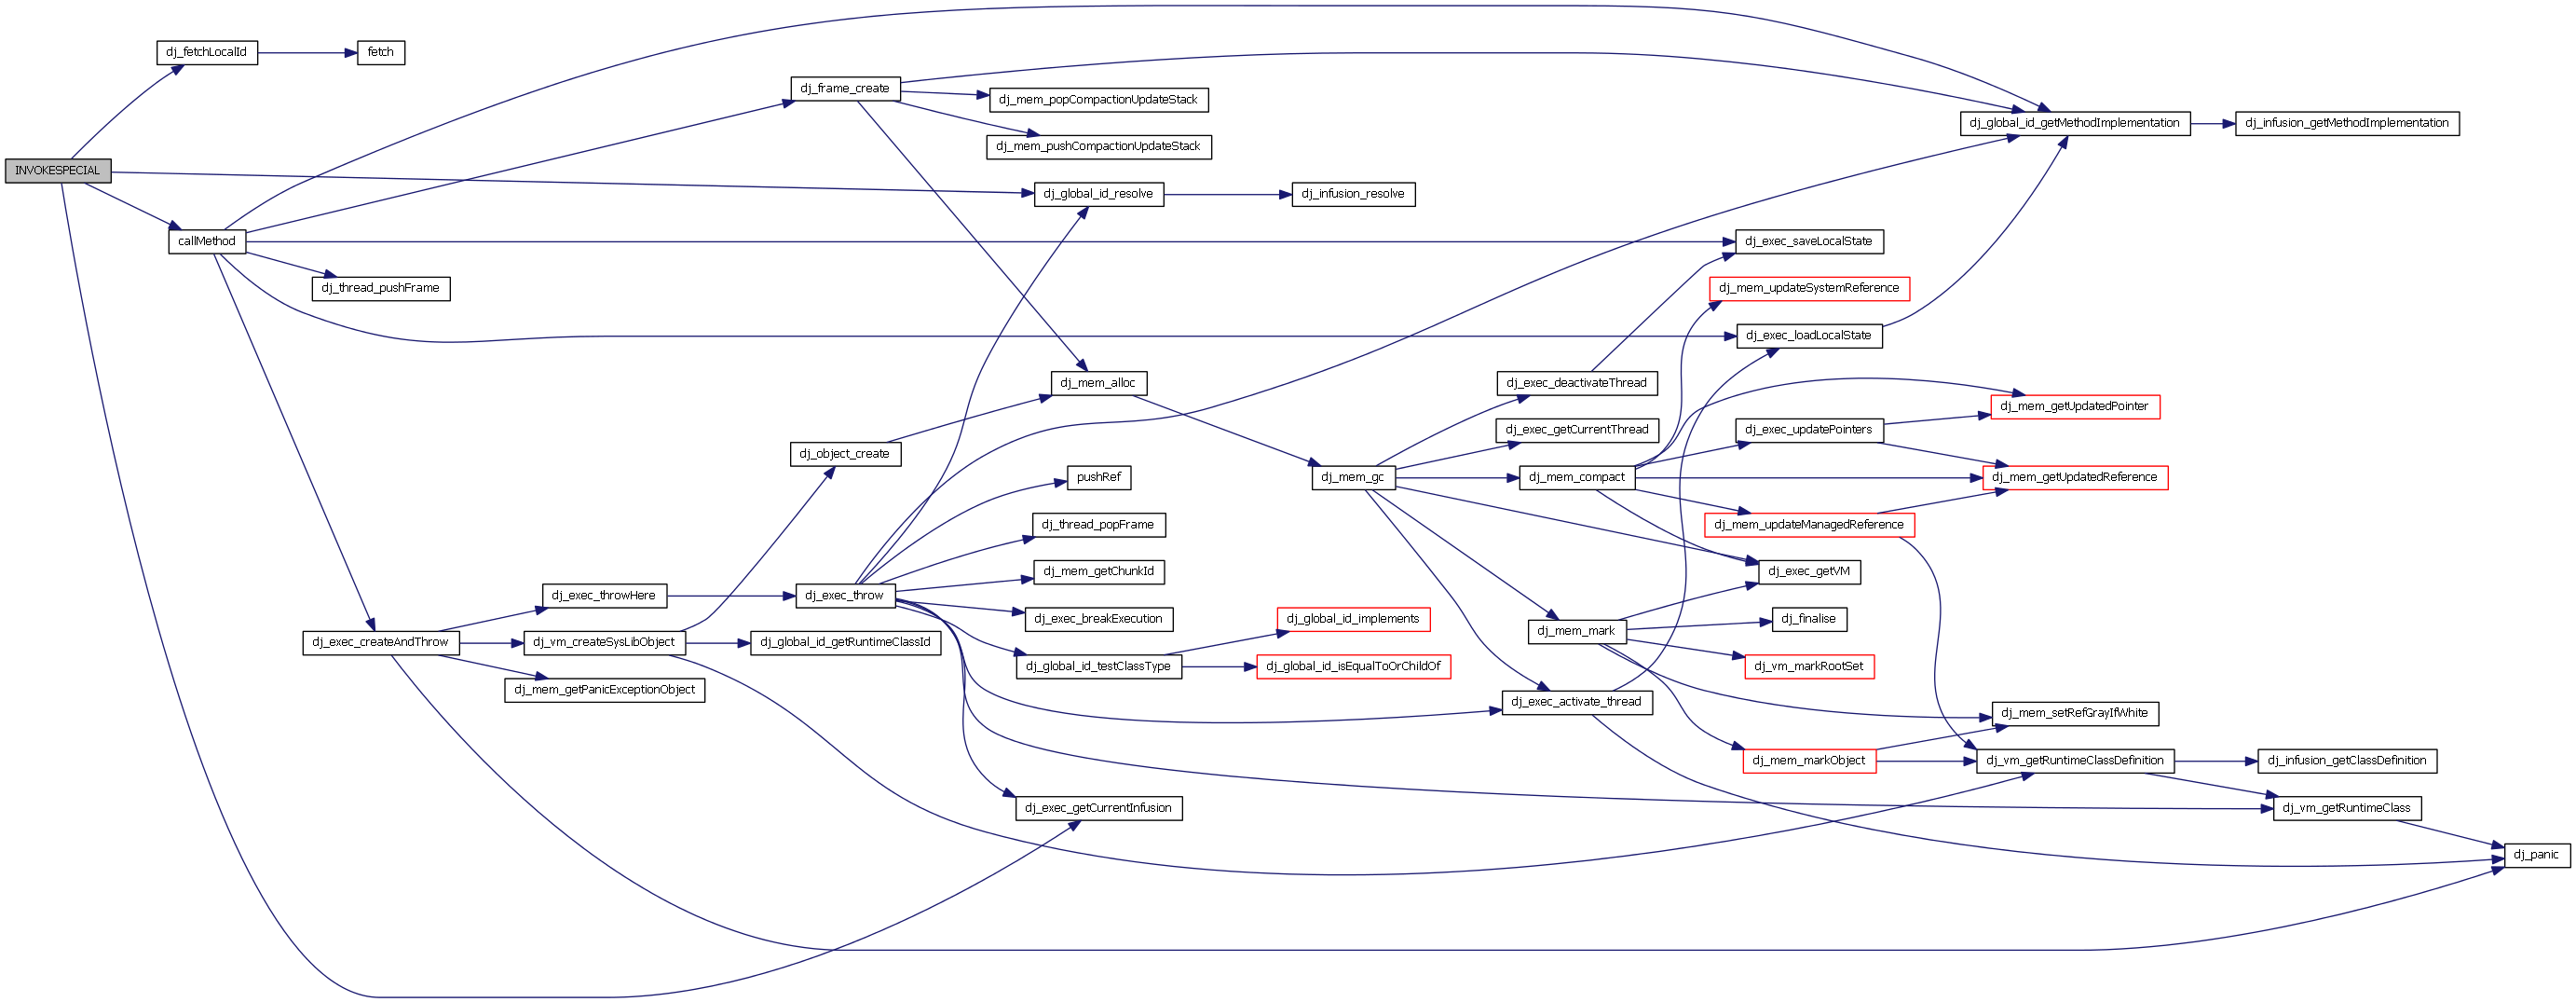 INVOKESPECIAL
dj_fetchLocalId
fetch
callMethod
dj_frame_create
dj_mem_popCompactionUpdateStack
dj_mem_pushCompactionUpdateStack
dj_global_id_getMethodImplementation
dj_infusion_getMethodImplementation
dj_global_id_resolve
dj_infusion_resolve
dj_exec_saveLocalState
dj_thread_pushFrame
dj_mem_updateSystemReference
dj_exec_loadLocalState
dj_mem_alloc
dj_exec_deactivateThread
dj_mem_getUpdatedPointer
dj_exec_getCurrentThread
dj_exec_updatePointers
dj_object_create
dj_mem_gc
dj_mem_compact
dj_mem_getUpdatedReference
pushRef
dj_thread_popFrame
dj_mem_updateManagedReference
dj_mem_getChunkId
dj_exec_getVM
dj_exec_throwHere
dj_exec_throw
dj_exec_breakExecution
dj_global_id_implements
dj_finalise
dj_mem_mark
dj_exec_createAndThrow
dj_vm_createSysLibObject
dj_global_id_getRuntimeClassId
dj_global_id_testClassType
dj_global_id_isEqualToOrChildOf
dj_vm_markRootSet
dj_mem_getPanicExceptionObject
dj_exec_activate_thread
dj_mem_setRefGrayIfWhite
dj_mem_markObject
dj_vm_getRuntimeClassDefinition
dj_infusion_getClassDefinition
dj_exec_getCurrentInfusion
dj_vm_getRuntimeClass
dj_panic